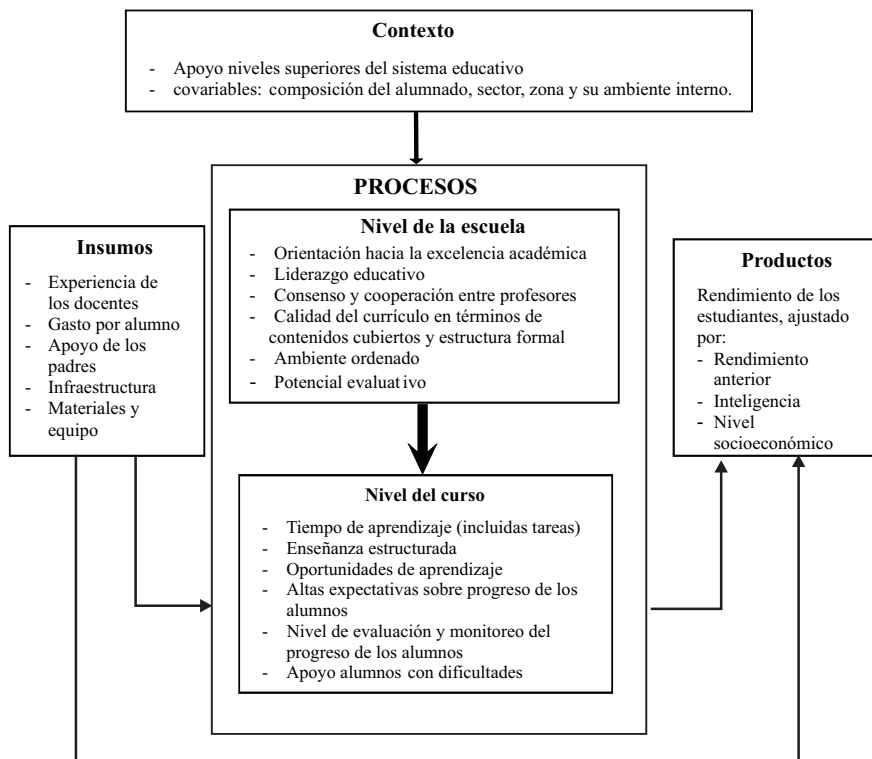 Contexto
- Apoyo niveles superiores del sistema educativo
- covariables: composición del alumnado, sector, zona y su ambiente interno.
PROCESOS
Nivel de la escuela
- Orientación hacia la excelencia académica
- Liderazgo educativo
- Consenso y cooperación entre profesores
- Calidad del currículo en términos de
contenidos cubiertos y estructura formal
- Ambiente ordenado
- Potencial evaluativo
Insumos
- Experiencia de
los docentes
- Gasto por alumno
- Apoyo de los
padres
- Infraestructura
- Materiales y
equipo
Productos
Rendimiento de los
estudiantes, ajustado
por:
- Rendimiento
anterior
- Inteligencia
- Nivel
socioeconómico
Nivel del curso
- Tiempo de aprendizaje (incluidas tareas)
- Enseñanza estructurada
- Oportunidades de aprendizaje
- Altas expectativas sobre progreso de los
alumnos
- Nivel de evaluación y monitoreo del
progreso de los alumnos
- Apoyo alumnos con dificultades